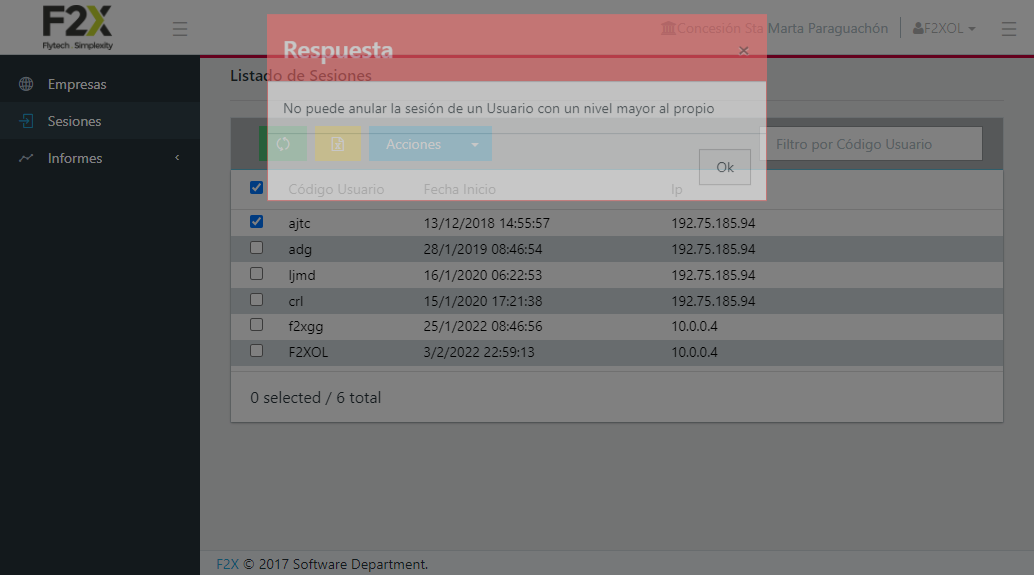 F2X
Flytech Simplexity
Concesión Sta Marta Paraguachón
F2XOL
Empresas
Sesiones
Informes
Listado de Sesiones
Respuesta
×
No puede anular la sesión de un Usuario con un nivel mayor al propio
Ok
Acciones
Filtro por Código Usuario
Código Usuario Fecha Inicio Ip
ajtc 13/12/2018 14:55:57 192.75.185.94
adg 28/1/2019 08:46:54 192.75.185.94
ljmd 16/1/2020 06:22:53 192.75.185.94
crl 15/1/2020 17:21:38 192.75.185.94
f2xgg 25/1/2022 08:46:56 10.0.0.4
F2XOL 3/2/2022 22:59:13 10.0.0.4
0 selected / 6 total
F2X © 2017 Software Department.